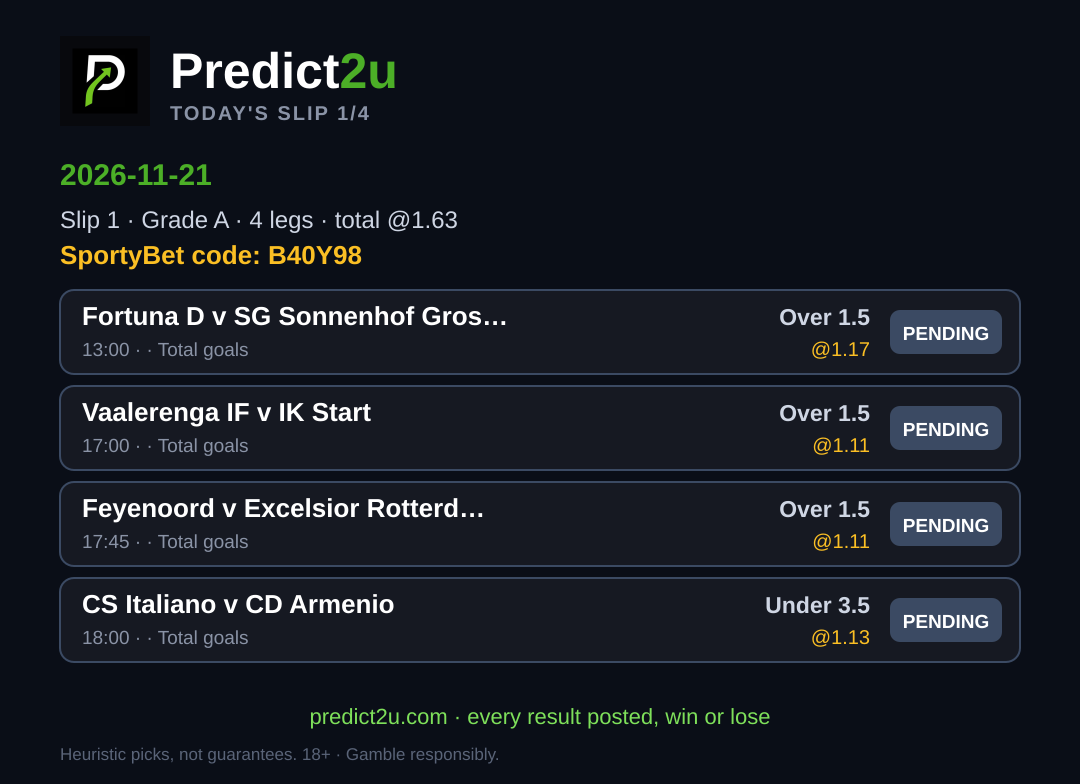 Predict2u
TODAY'S SLIP 1/4
2026-11-21
Slip 1 · Grade A · 4 legs · total @1.63
SportyBet code: B40Y98
Fortuna D v SG Sonnenhof Gros… Over 1.5 PENDING
13:00 · · Total goals @1.17
Vaalerenga IF v IK Start Over 1.5 PENDING
17:00 · · Total goals @1.11
Feyenoord v Excelsior Rotterd… Over 1.5 PENDING
17:45 · · Total goals @1.11
CS Italiano v CD Armenio Under 3.5 PENDING
18:00 · · Total goals @1.13
predict2u.com · every result posted, win or lose
Heuristic picks, not guarantees. 18+ · Gamble responsibly.